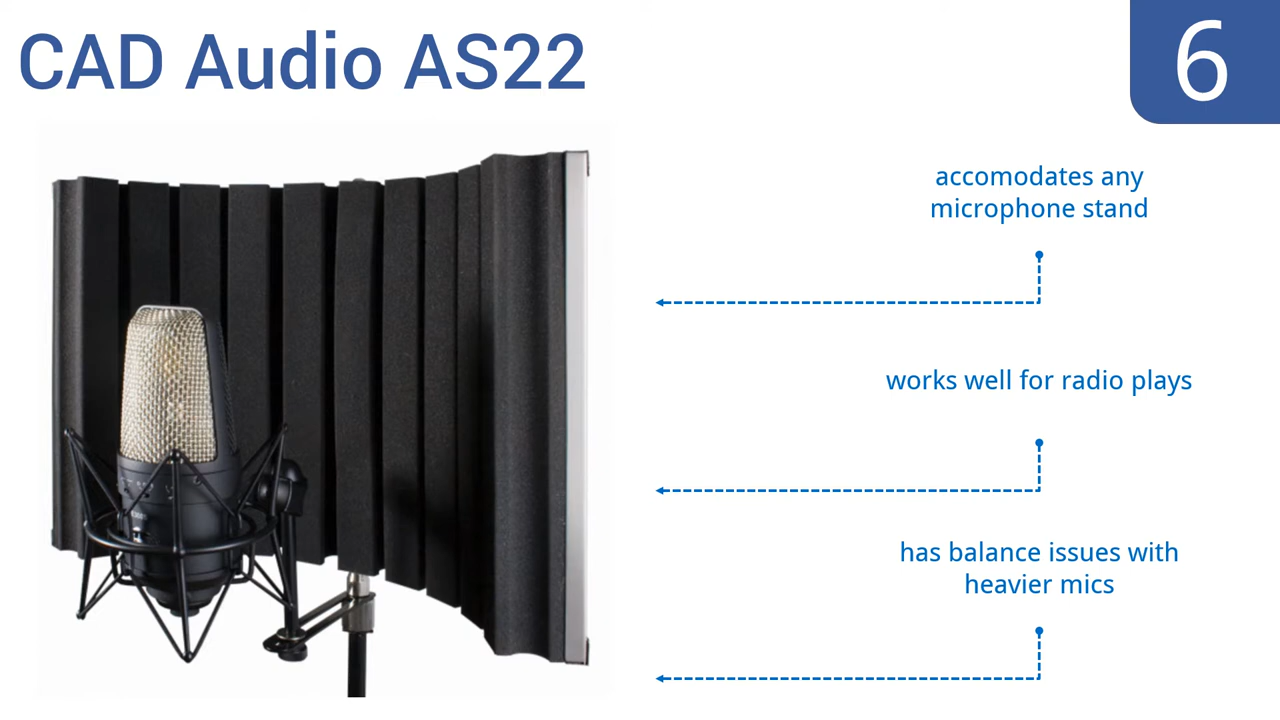 CAD Audio AS22
6
accomodates any
microphone stand
works well for radio plays
has balance issues with
heavier mics